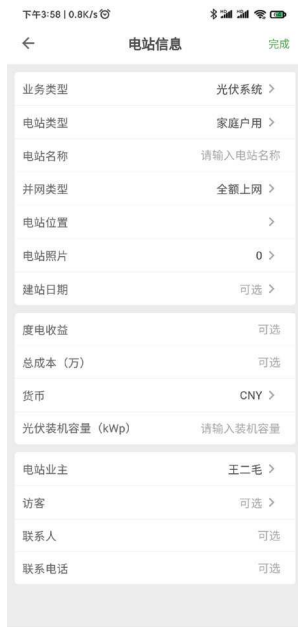 下午3:58 | 0.8K/s
电站信息
完成
业务类型 光伏系统
电站类型 家庭户用
电站名称 请输入电站名称
并网类型 全额上网
电站位置
电站照片 0
建站日期 可选
度电收益 可选
总成本（万） 可选
货币 CNY
光伏装机容量（kWp） 请输入装机容量
电站业主 王二毛
访客 可选
联系人 可选
联系电话 可选